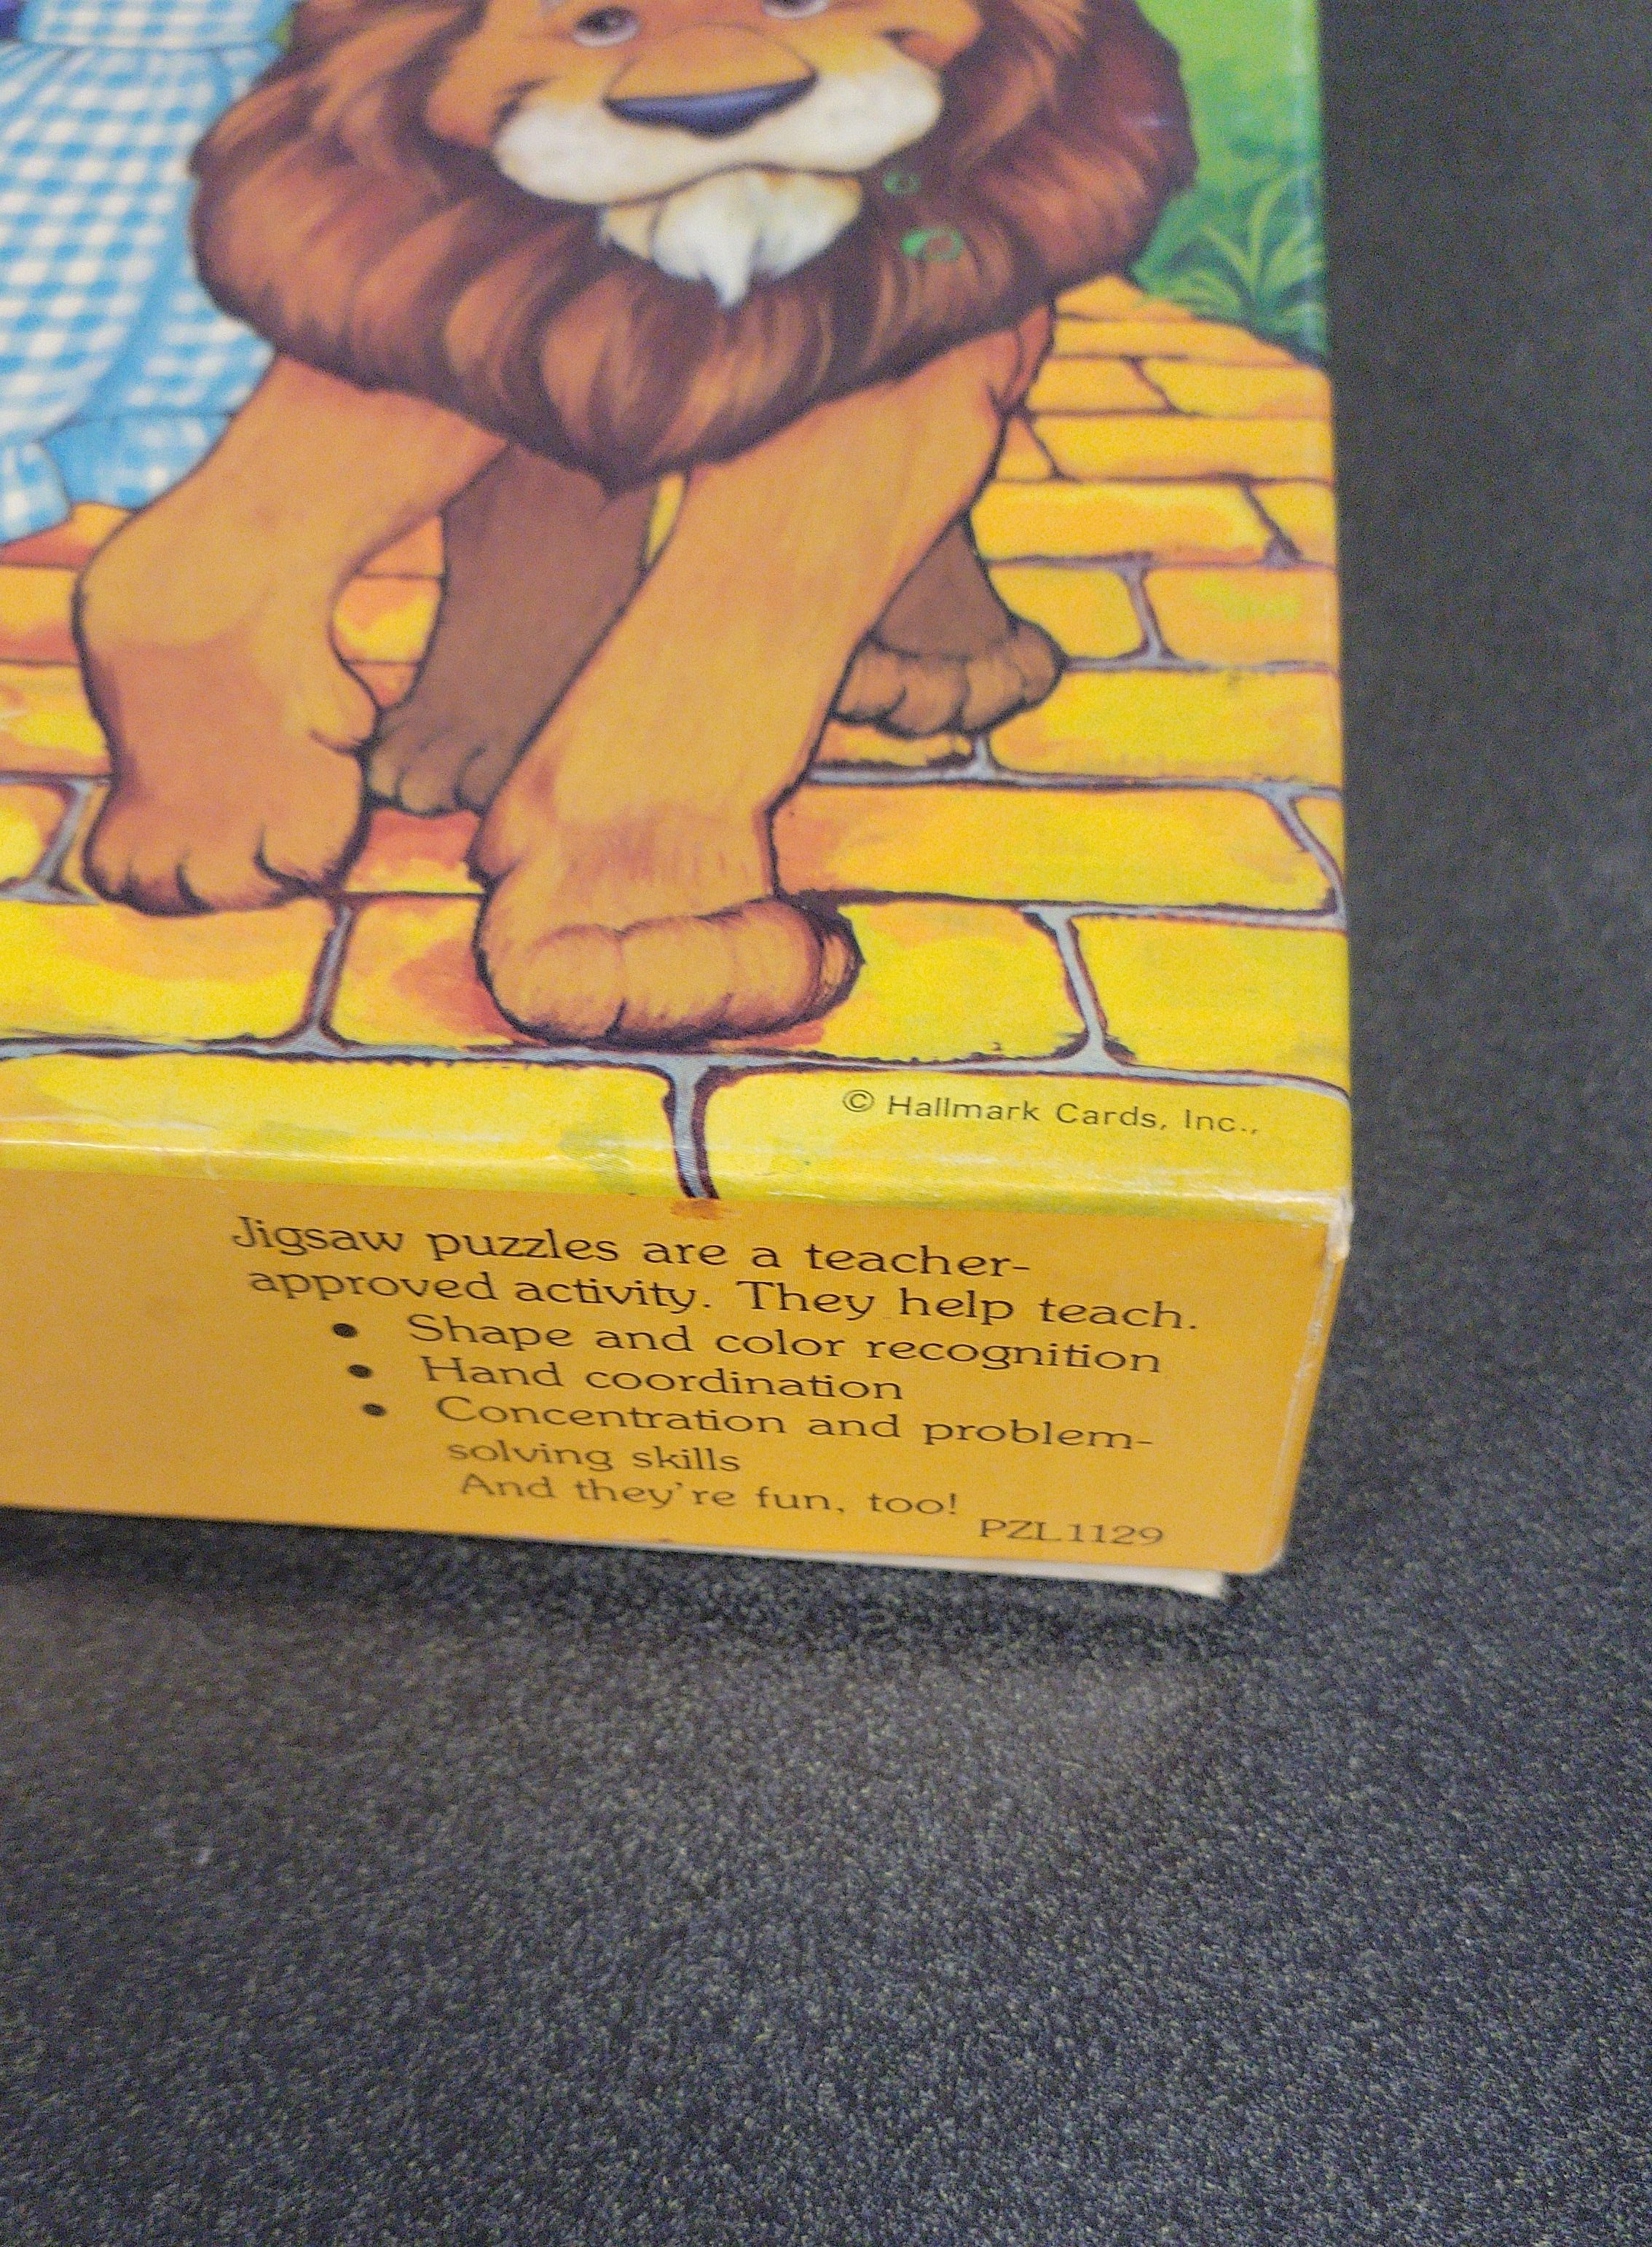 © Hallmark Cards, Inc.,
Jigsaw puzzles are a teacher-
approved activity. They help teach.
• Shape and color recognition
• Hand coordination
• Concentration and problem-
solving skills
And they're fun, too!
PZL1129